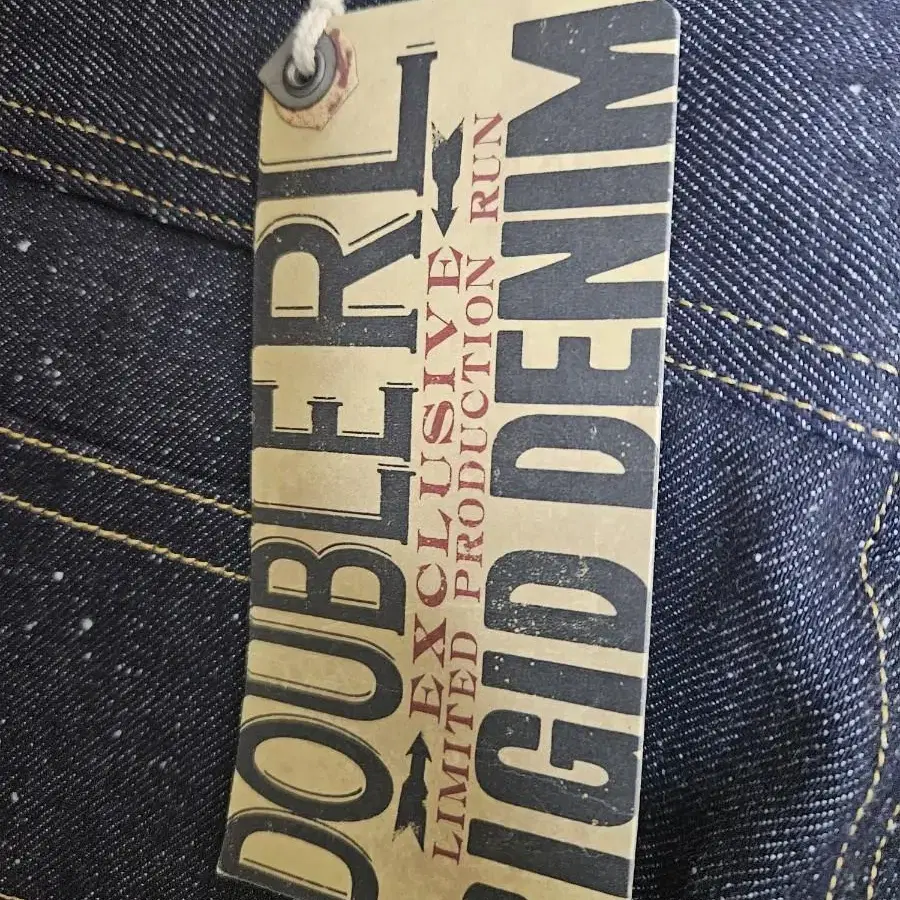 DOUBLE RL
EXCLUSIVE
LIMITED PRODUCTION RUN
RIGID DENIM